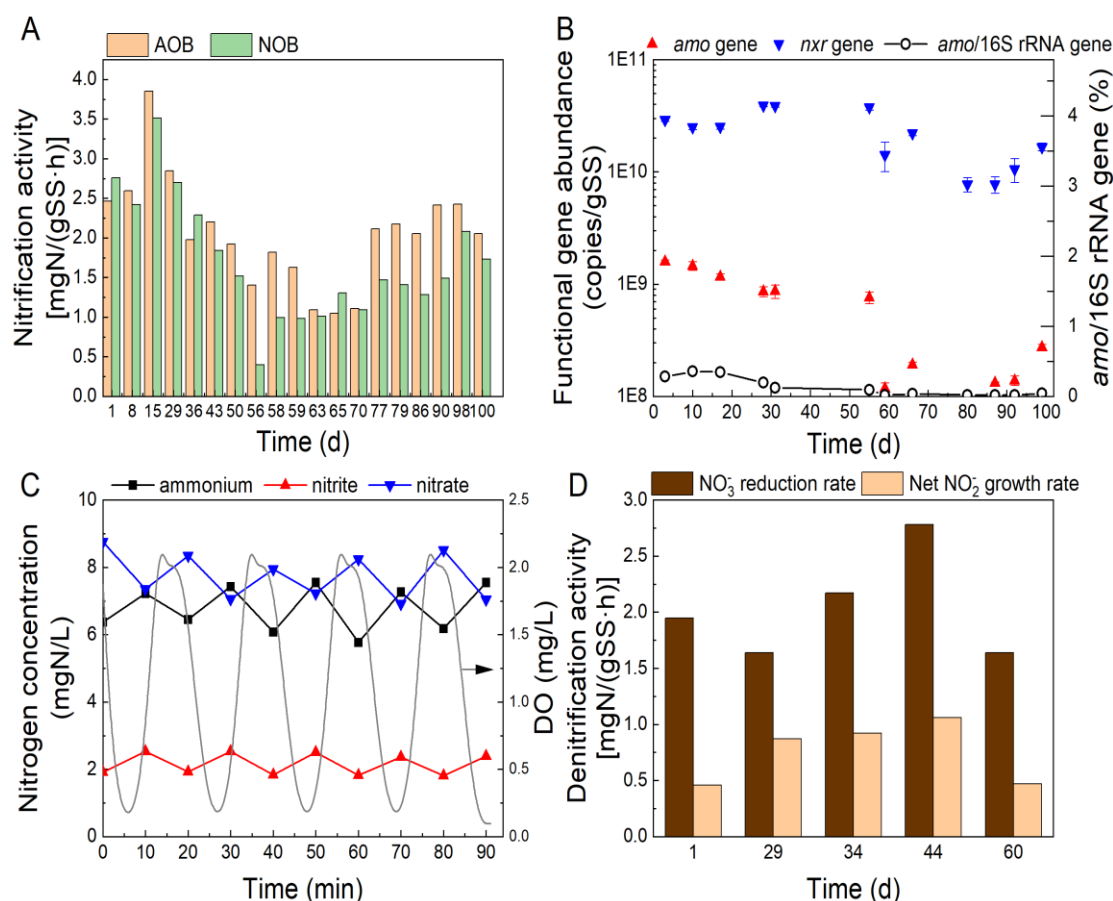 A
AOB NOB
Nitrification activity
[mgN/(gSS·h)]
4.0
3.5
3.0
2.5
2.0
1.5
1.0
0.5
0.0
1 8 15 29 36 43 50 56 58 59 63 65 70 77 79 86 90 98 100
Time (d)
B
amo gene nxr gene amo/16S rRNA gene
Functional gene abundance
(copies/gSS)
1E11
1E10
1E9
1E8
0 10 20 30 40 50 60 70 80 90 100
Time (d)
4
3
2
1
0
amo/16S rRNA gene (%)
C
ammonium nitrite nitrate
Nitrogen concentration
(mgN/L)
10
8
6
4
2
0
0 10 20 30 40 50 60 70 80 90
Time (min)
2.5
2.0
1.5
1.0
0.5
0.0
DO (mg/L)
D
NO₃⁻ reduction rate Net NO₂⁻ growth rate
Denitrification activity
[mgN/(gSS·h)]
3.0
2.5
2.0
1.5
1.0
0.5
0.0
1 29 34 44 60
Time (d)